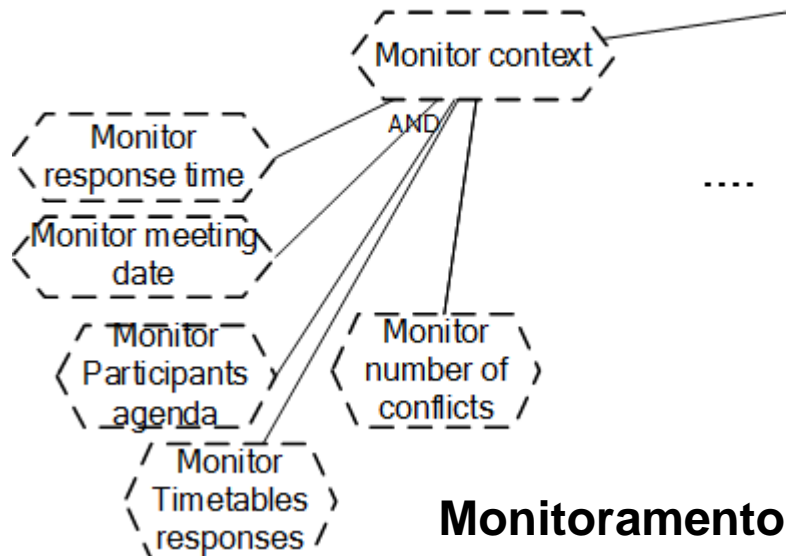 Monitor context
AND
Monitor
response time
Monitor meeting
date
....
Monitor
Participants
agenda
Monitor
number of
conflicts
Monitor
Timetables
responses
Monitoramento